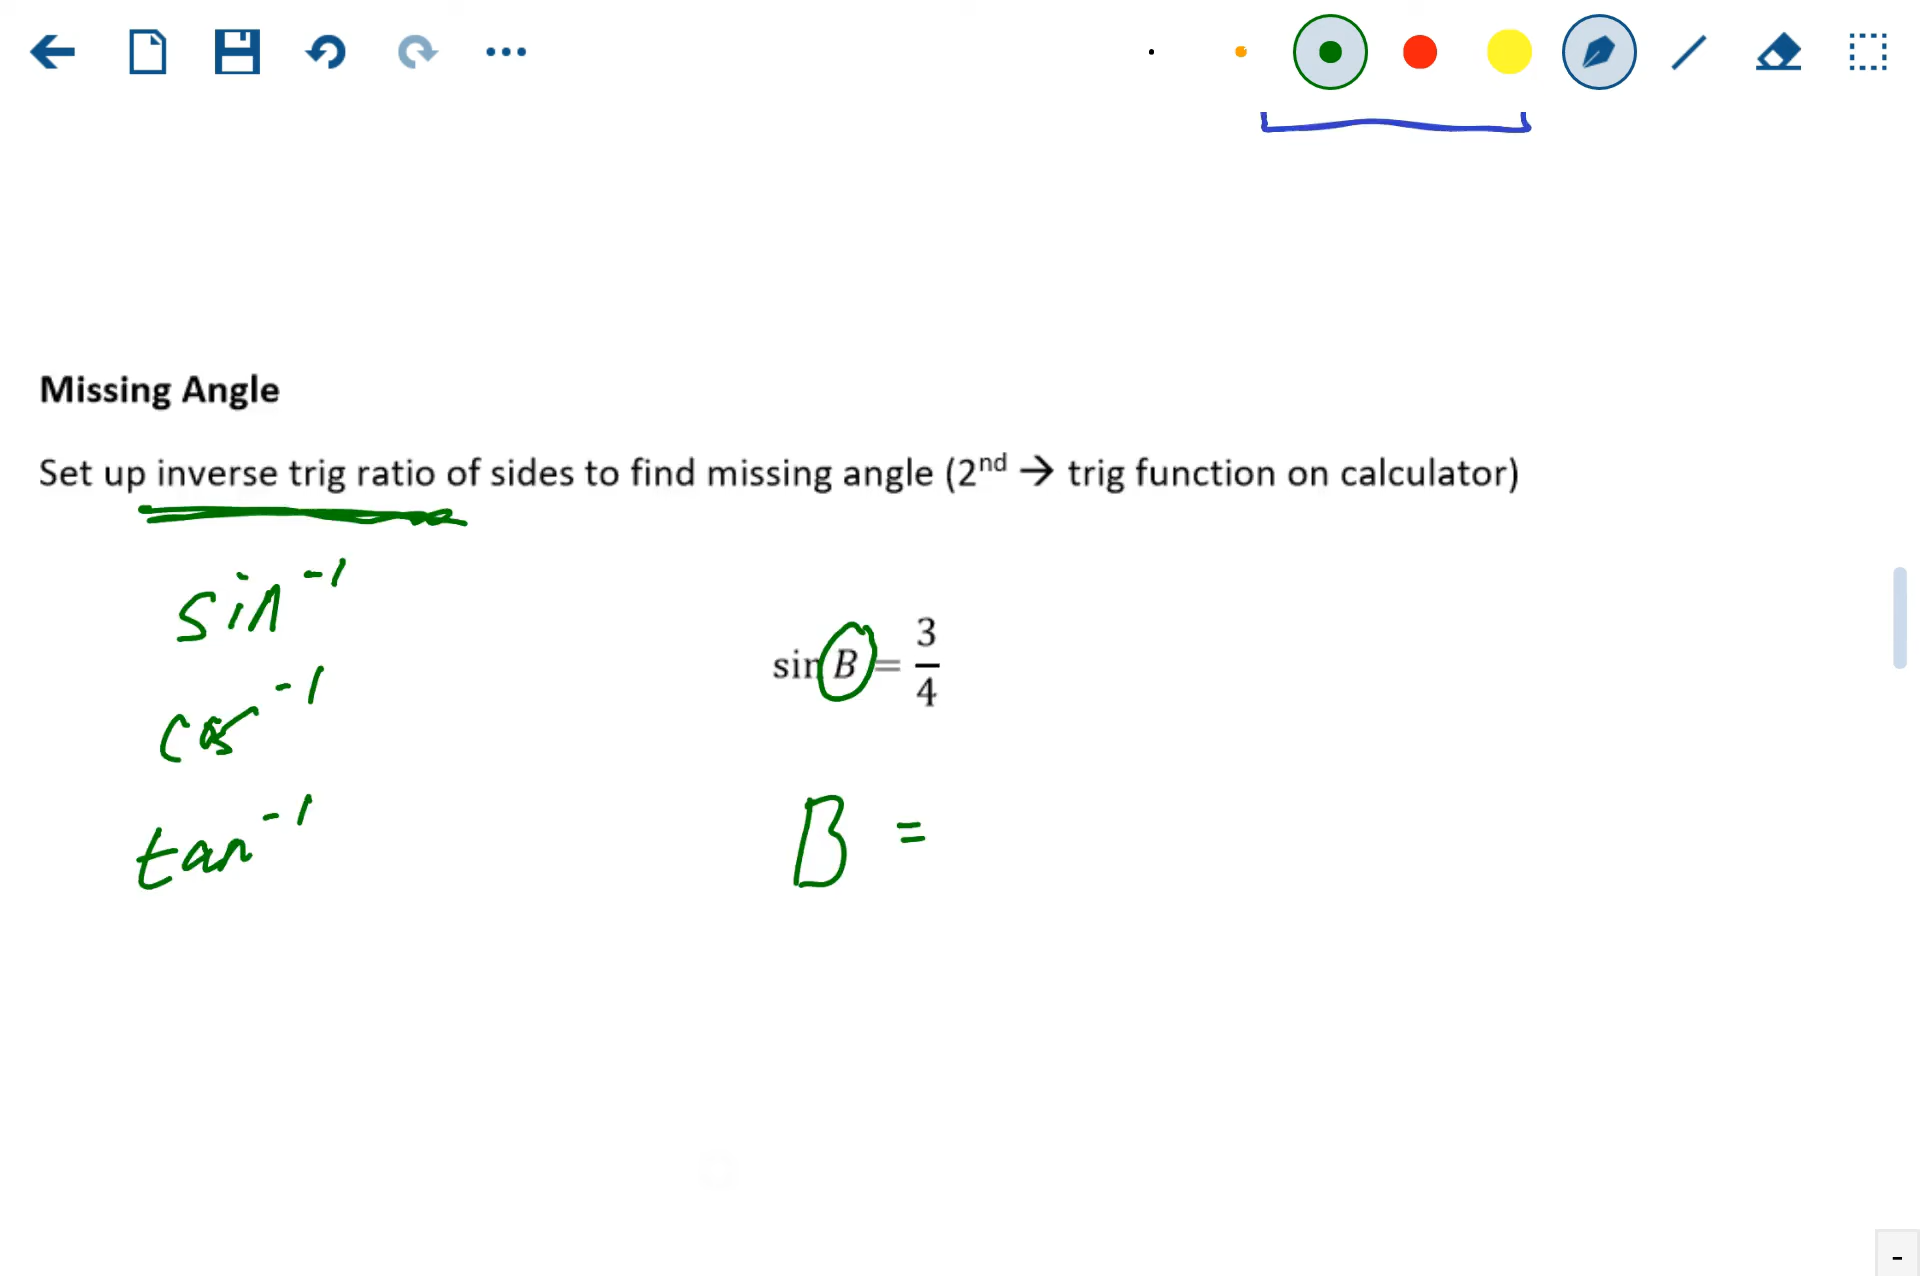 Missing Angle
Set up inverse trig ratio of sides to find missing angle (2ⁿᵈ → trig function on calculator)
sin⁻¹
cos⁻¹
tan⁻¹
sin B = 3/4
B =